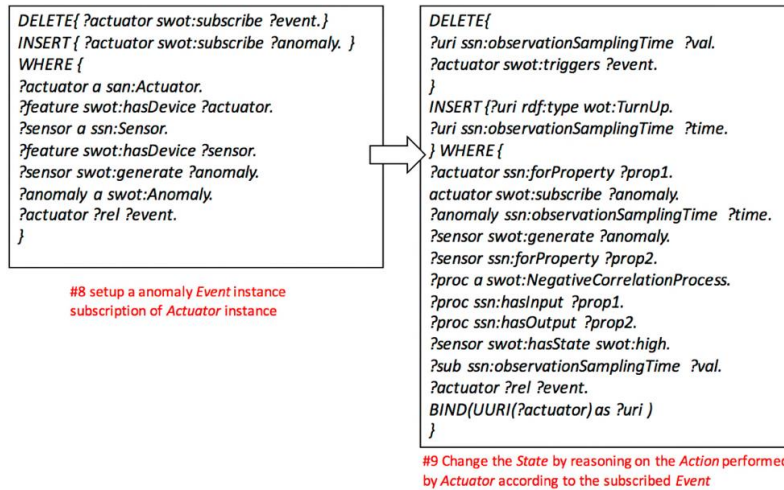 DELETE{ ?actuator swot:subscribe ?event.}
INSERT { ?actuator swot:subscribe ?anomaly. }
WHERE {
?actuator a san:Actuator.
?feature swot:hasDevice ?actuator.
?sensor a ssn:Sensor.
?feature swot:hasDevice ?sensor.
?sensor swot:generate ?anomaly.
?anomaly a swot:Anomaly.
?actuator ?rel ?event.
}
#8 setup a anomaly Event instance
subscription of Actuator instance
DELETE{
?uri ssn:observationSamplingTime ?val.
?actuator swot:triggers ?event.
}
INSERT {?uri rdf:type wot:TurnUp.
?uri ssn:observationSamplingTime ?time.
} WHERE {
?actuator ssn:forProperty ?prop1.
actuator swot:subscribe ?anomaly.
?anomaly ssn:observationSamplingTime ?time.
?sensor swot:generate ?anomaly.
?sensor ssn:forProperty ?prop2.
?proc a swot:NegativeCorrelationProcess.
?proc ssn:hasInput ?prop1.
?proc ssn:hasOutput ?prop2.
?sensor swot:hasState swot:high.
?sub ssn:observationSamplingTime ?val.
?actuator ?rel ?event.
BIND(UURI(?actuator) as ?uri )
}
#9 Change the State by reasoning on the Action performed
by Actuator according to the subscribed Event